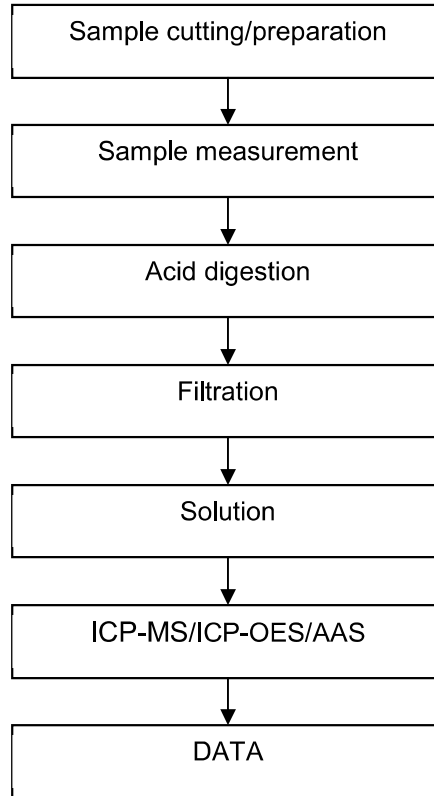 Sample cutting/preparation
Sample measurement
Acid digestion
Filtration
Solution
ICP-MS/ICP-OES/AAS
DATA